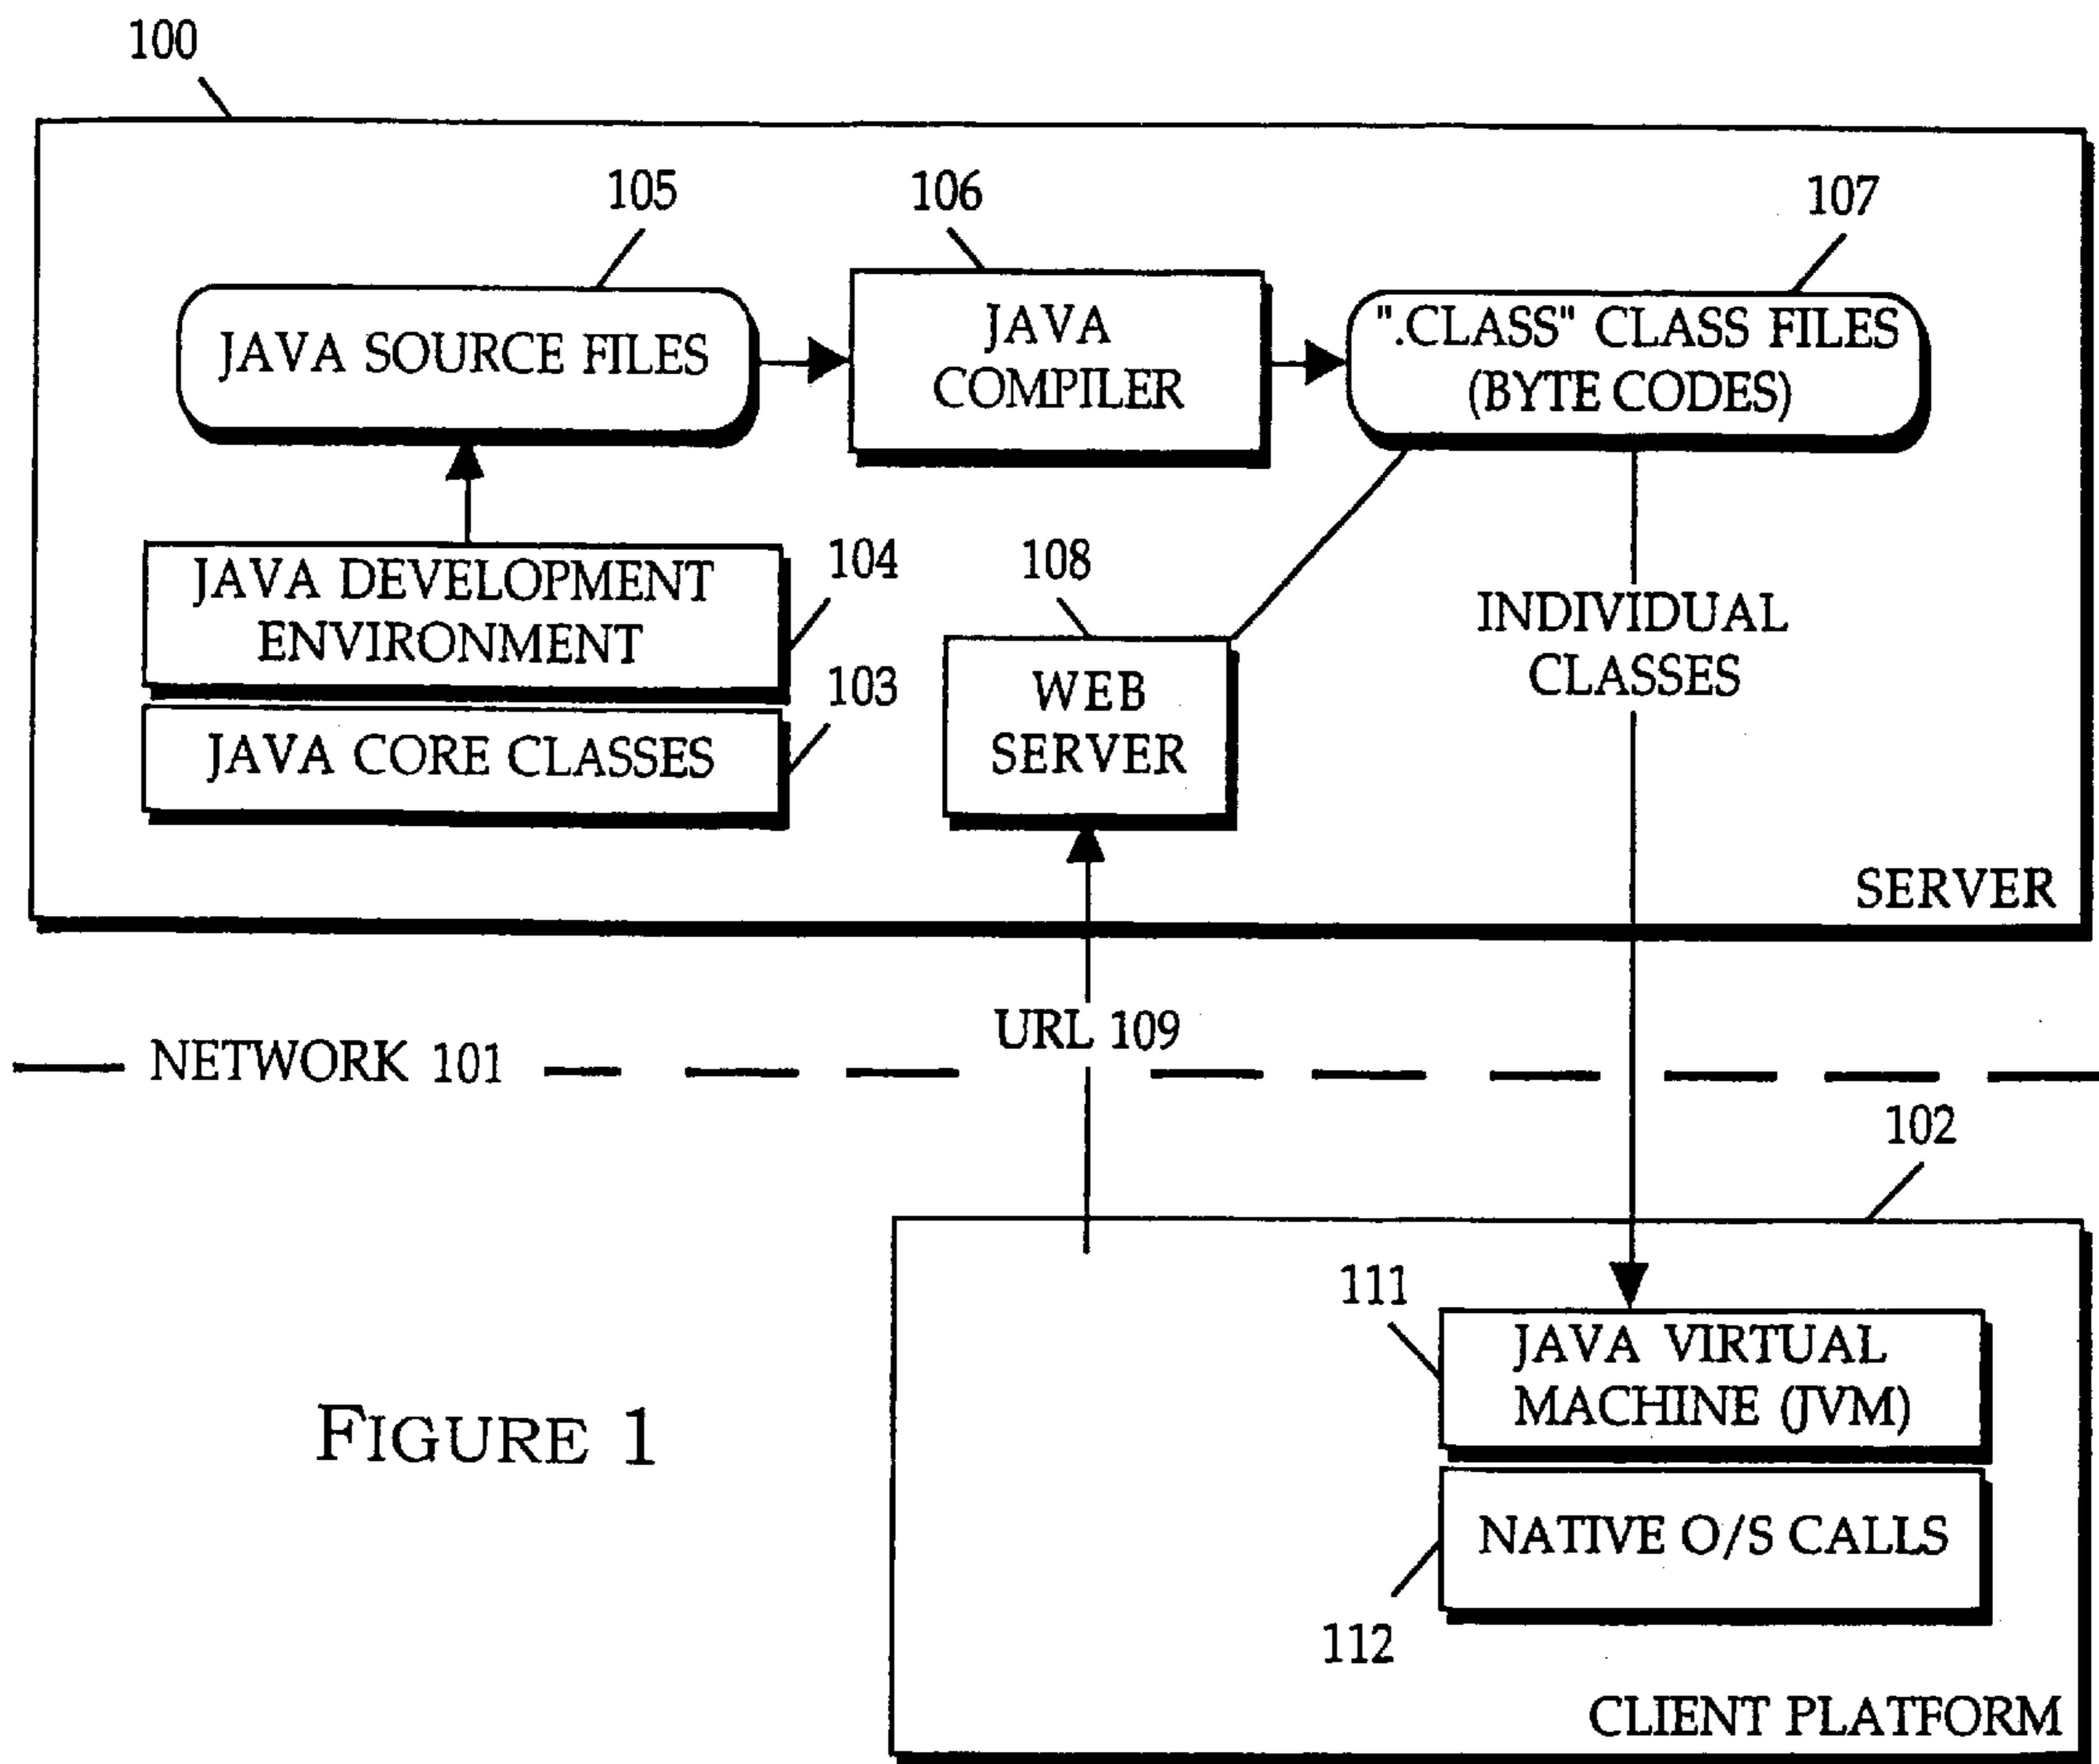 100
105
106
107
JAVA SOURCE FILES
JAVA
COMPILER
".CLASS" CLASS FILES
(BYTE CODES)
JAVA DEVELOPMENT
ENVIRONMENT
104
103
JAVA CORE CLASSES
108
WEB
SERVER
INDIVIDUAL
CLASSES
SERVER
URL 109
NETWORK 101
102
111
JAVA VIRTUAL
MACHINE (JVM)
NATIVE O/S CALLS
112
CLIENT PLATFORM
FIGURE 1